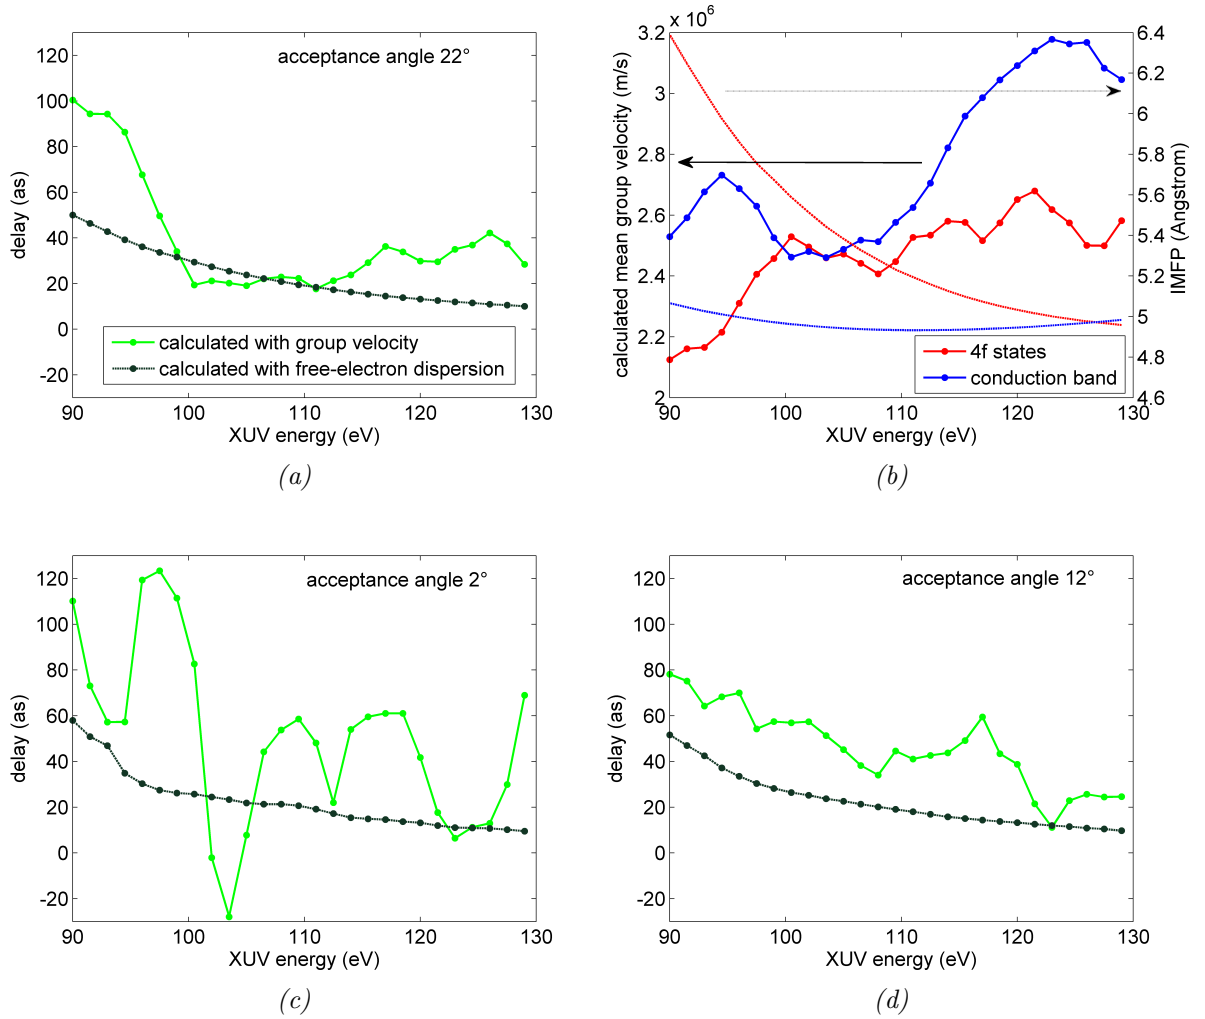 acceptance angle 22°
120
100
80
60
40
20
0
-20
delay (as)
calculated with group velocity
calculated with free-electron dispersion
90 100 110 120 130
XUV energy (eV)
(a)
x 10⁶
3.2
3
2.8
2.6
2.4
2.2
2
calculated mean group velocity (m/s)
6.4
6.2
6
5.8
5.6
5.4
5.2
5
4.8
4.6
IMFP (Angstrom)
4f states
conduction band
90 100 110 120 130
XUV energy (eV)
(b)
acceptance angle 2°
120
100
80
60
40
20
0
-20
delay (as)
90 100 110 120 130
XUV energy (eV)
(c)
acceptance angle 12°
120
100
80
60
40
20
0
-20
delay (as)
90 100 110 120 130
XUV energy (eV)
(d)